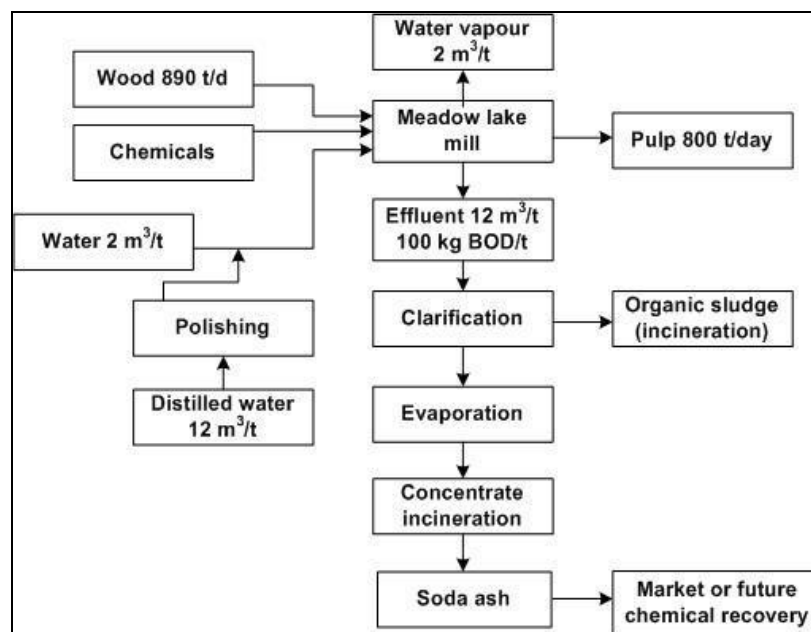 Water vapour
2 m³/t
Wood 890 t/d
Meadow lake
mill
Chemicals
Pulp 800 t/day
Effluent 12 m³/t
100 kg BOD/t
Water 2 m³/t
Polishing
Clarification
Organic sludge
(incineration)
Distilled water
12 m³/t
Evaporation
Concentrate
incineration
Soda ash
Market or future
chemical recovery